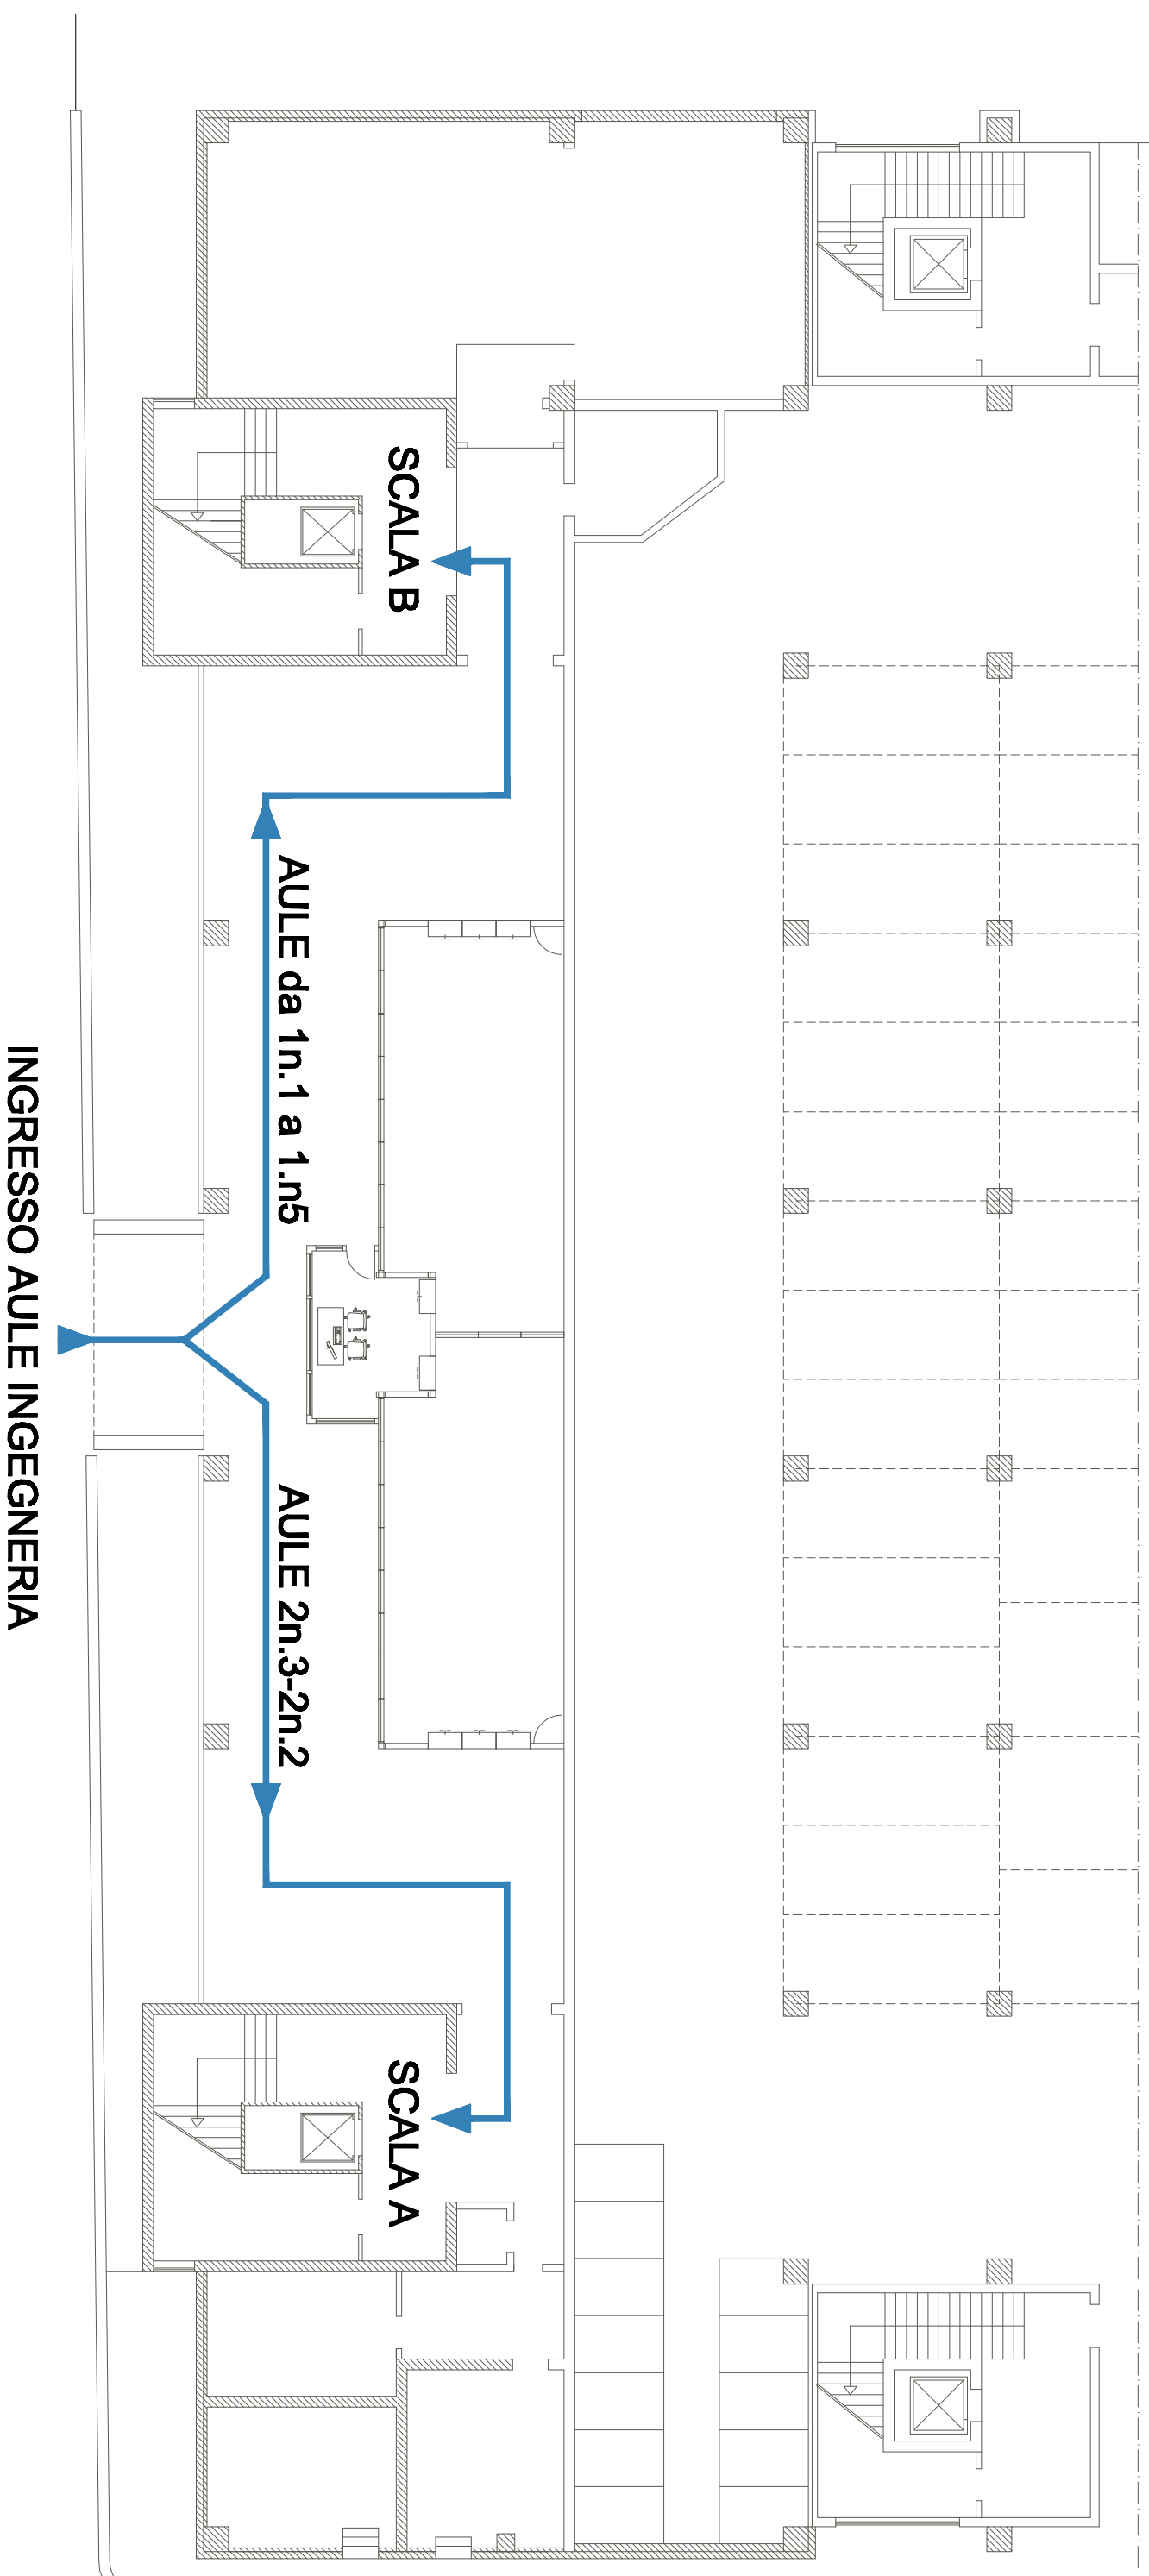 SCALA B
AULE da 1n.1 a 1.n5
AULE 2n.3-2n.2
SCALA A
INGRESSO AULE INGEGNERIA